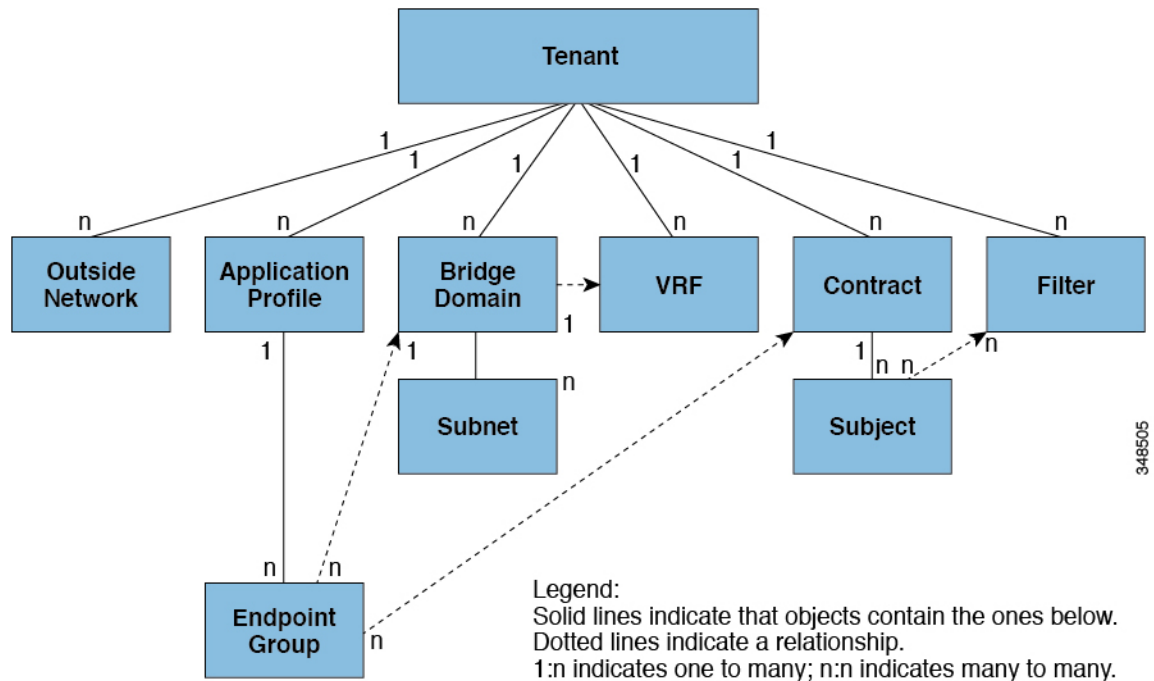 Tenant
1
1
1
1
1
1
n
n
n
n
n
n
Outside
Network
Application
Profile
Bridge
Domain
VRF
Contract
Filter
1
1
1
1
n
n
n
n
Subnet
Subject
348505
n
n
Endpoint
Group
n
Legend:
Solid lines indicate that objects contain the ones below.
Dotted lines indicate a relationship.
1:n indicates one to many; n:n indicates many to many.